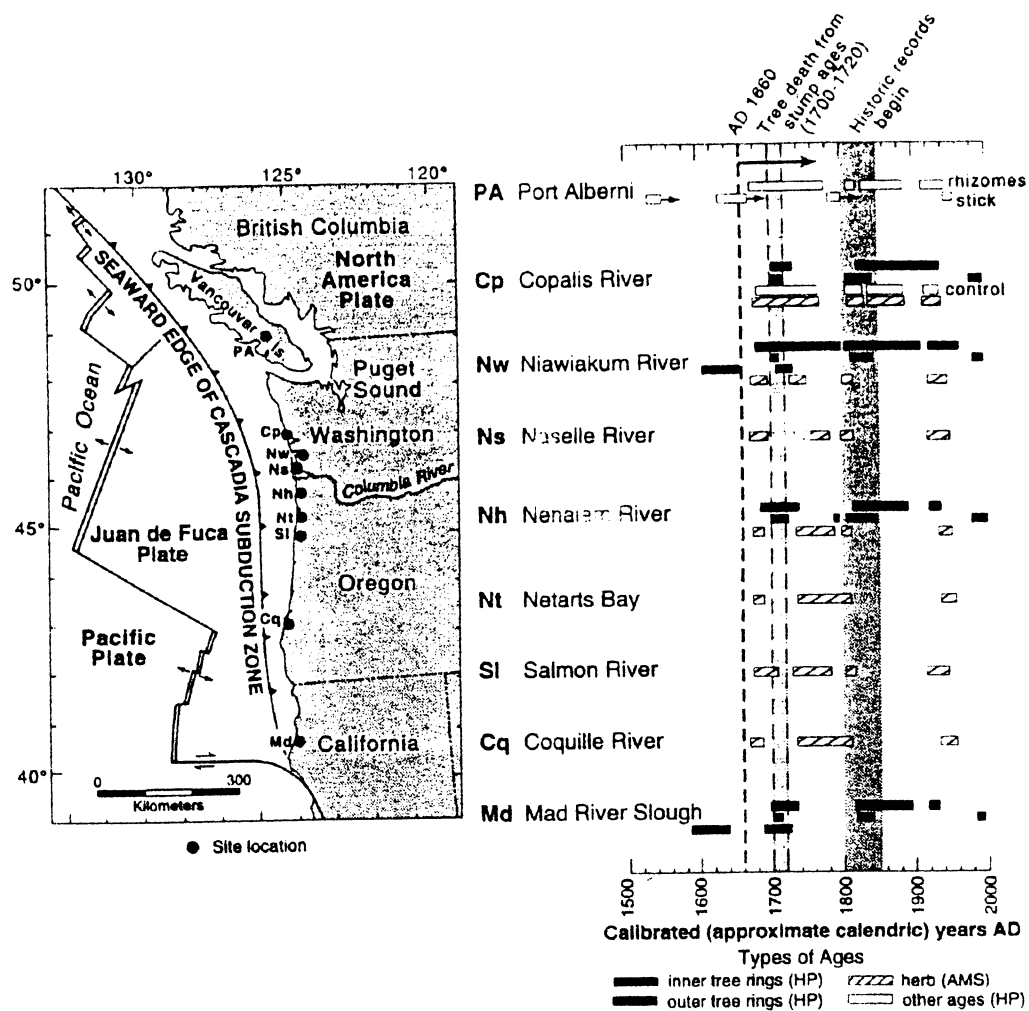 130°
125°
120°
50°
45°
40°
British Columbia
North
America
Plate
Vancouver
Is
PA
SEAWARD EDGE OF CASCADIA SUBDUCTION ZONE
Pacific Ocean
Puget
Sound
Cp
Washington
Nw
Ns
Columbia River
Nh
Nt
Sl
Juan de Fuca
Plate
Oregon
Cq
Pacific
Plate
Md
California
0 300
Kilometers
Site location
AD 1660
Tree death from
stump ages
(1700-1720)
Historic records
begin
PA Port Alberni
rhizomes
stick
Cp Copalis River
control
Nw Niawiakum River
Ns Naselle River
Nh River
Nt Netarts Bay
Sl Salmon River
Cq Coquille River
Md Mad River Slough
1500 1600 1700 1800 1900 2000
Calibrated (approximate calendric) years AD
Types of Ages
inner tree rings (HP) herb (AMS)
outer tree rings (HP) other ages (HP)